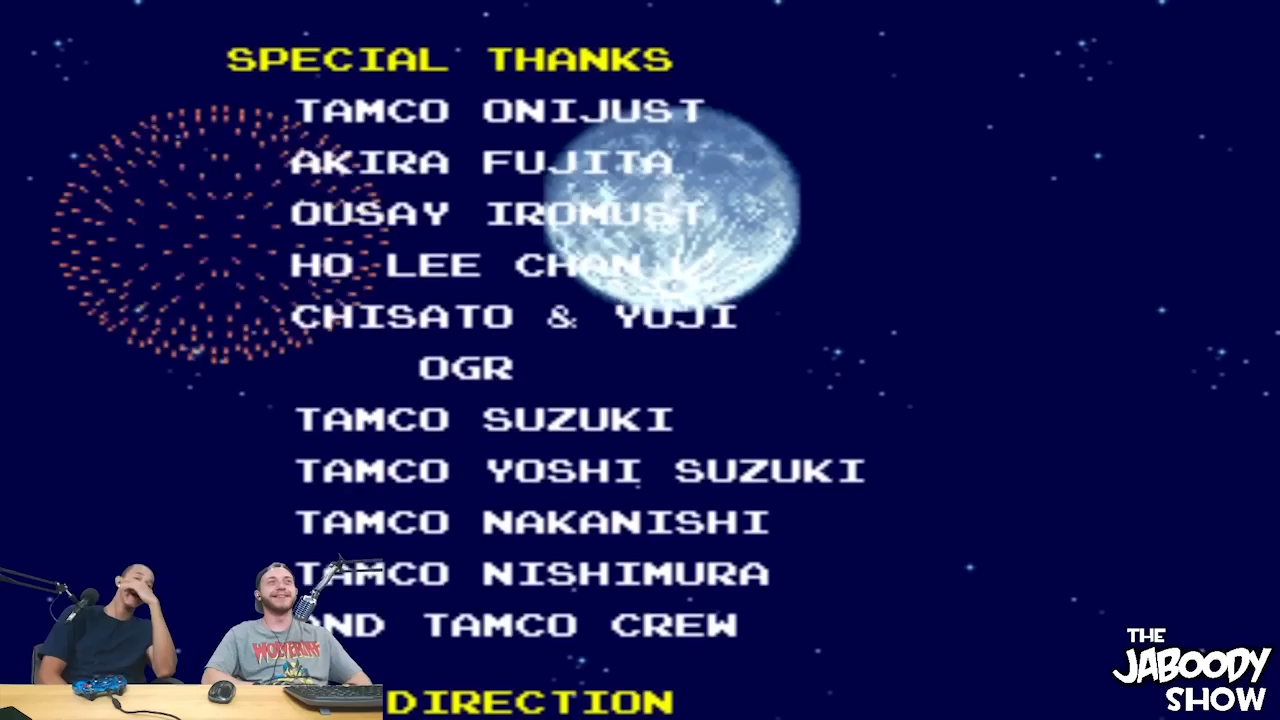 SPECIAL THANKS
TAMCO ONIJUST
AKIRA FUJITA
OUSAY IROMUST
HO LEE CHAN
CHISATO & YUJI
OGR
TAMCO SUZUKI
TAMCO YOSHI SUZUKI
TAMCO NAKANISHI
TAMCO NISHIMURA
AND TAMCO CREW
DIRECTION
WOLVERINE
THE
JABOODY
SHOW